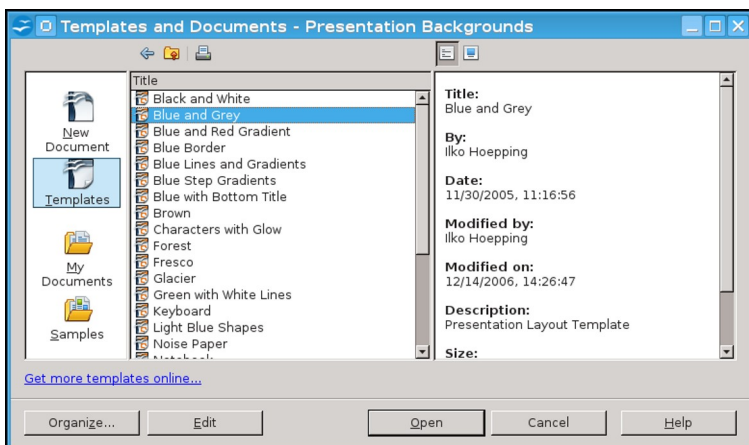 Templates and Documents - Presentation Backgrounds
New
Document
Templates
My
Documents
Samples
Title
Black and White
Blue and Grey
Blue and Red Gradient
Blue Border
Blue Lines and Gradients
Blue Step Gradients
Blue with Bottom Title
Brown
Characters with Glow
Forest
Fresco
Glacier
Green with White Lines
Keyboard
Light Blue Shapes
Noise Paper
Title:
Blue and Grey
By:
Ilko Hoepping
Date:
11/30/2005, 11:16:56
Modified by:
Ilko Hoepping
Modified on:
12/14/2006, 14:26:47
Description:
Presentation Layout Template
Size:
Get more templates online...
Organize...
Edit
Open
Cancel
Help